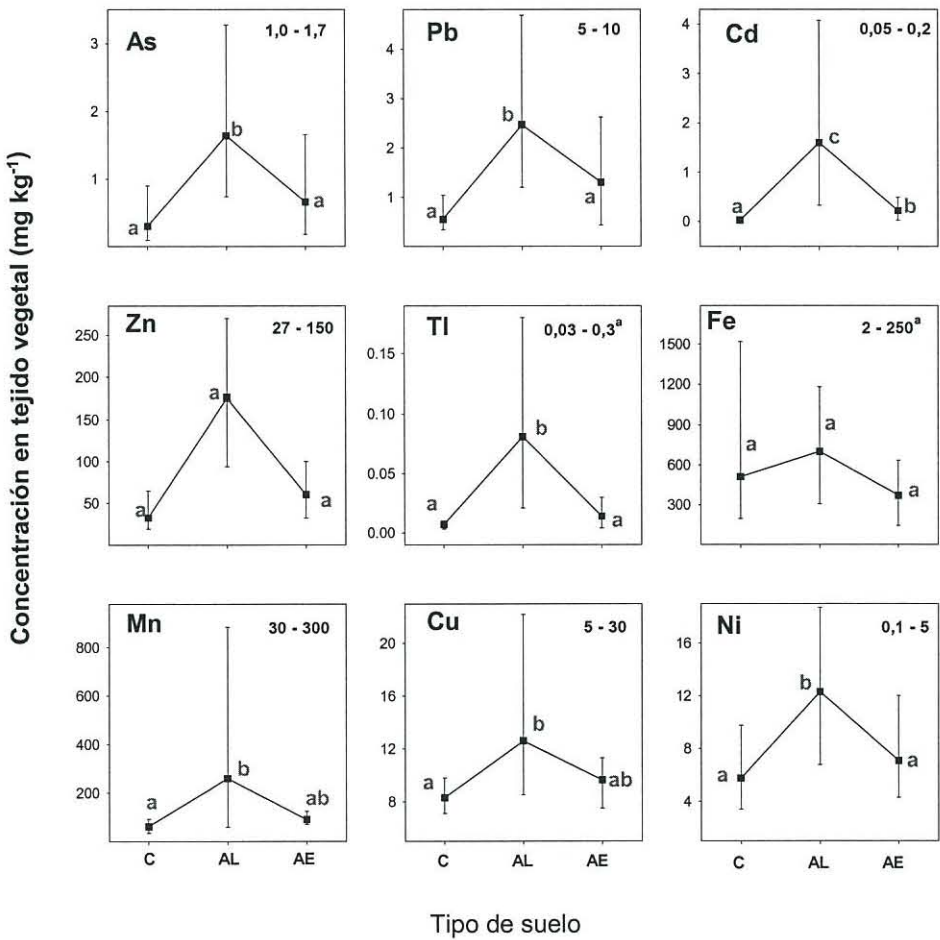 Concentración en tejido vegetal (mg kg-1)
As
1,0 - 1,7
3
2
1
a
b
a
Pb
5 - 10
4
3
2
1
a
b
a
Cd
0,05 - 0,2
4
3
2
1
0
a
c
b
Zn
27 - 150
250
200
150
100
50
a
a
a
Tl
0,03 - 0,3a
0.15
0.10
0.05
0.00
a
b
a
Fe
2 - 250a
1500
1200
900
600
300
a
a
a
Mn
30 - 300
800
600
400
200
a
b
ab
C AL AE
Cu
5 - 30
20
16
12
8
a
b
ab
C AL AE
Ni
0,1 - 5
16
12
8
4
a
b
a
C AL AE
Tipo de suelo